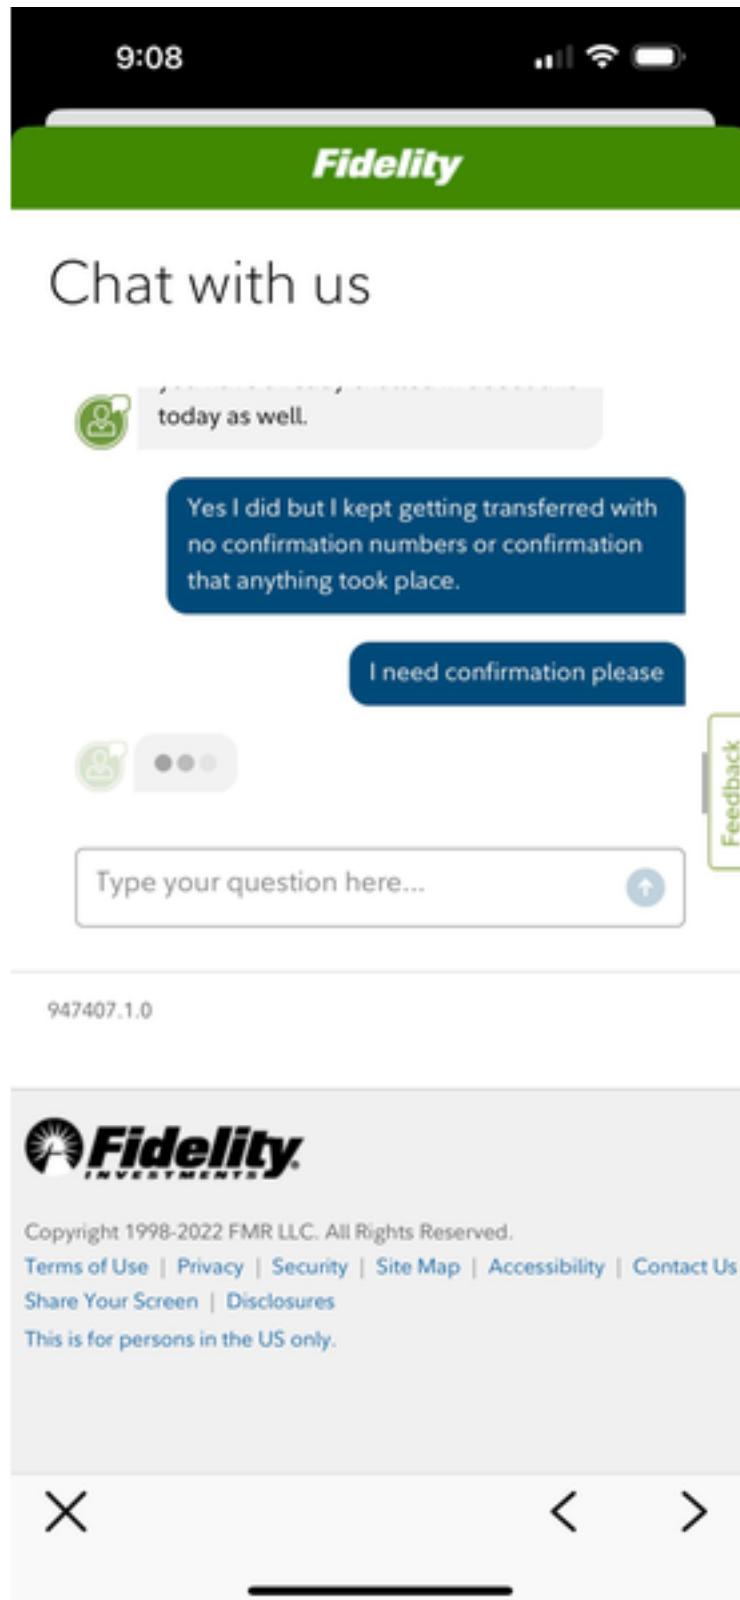 9:08
Fidelity
Chat with us
today as well.
Yes I did but I kept getting transferred with
no confirmation numbers or confirmation
that anything took place.
I need confirmation please
Feedback
Type your question here...
947407.1.0
Fidelity
INVESTMENTS
Copyright 1998-2022 FMR LLC. All Rights Reserved.
Terms of Use | Privacy | Security | Site Map | Accessibility | Contact Us
Share Your Screen | Disclosures
This is for persons in the US only.